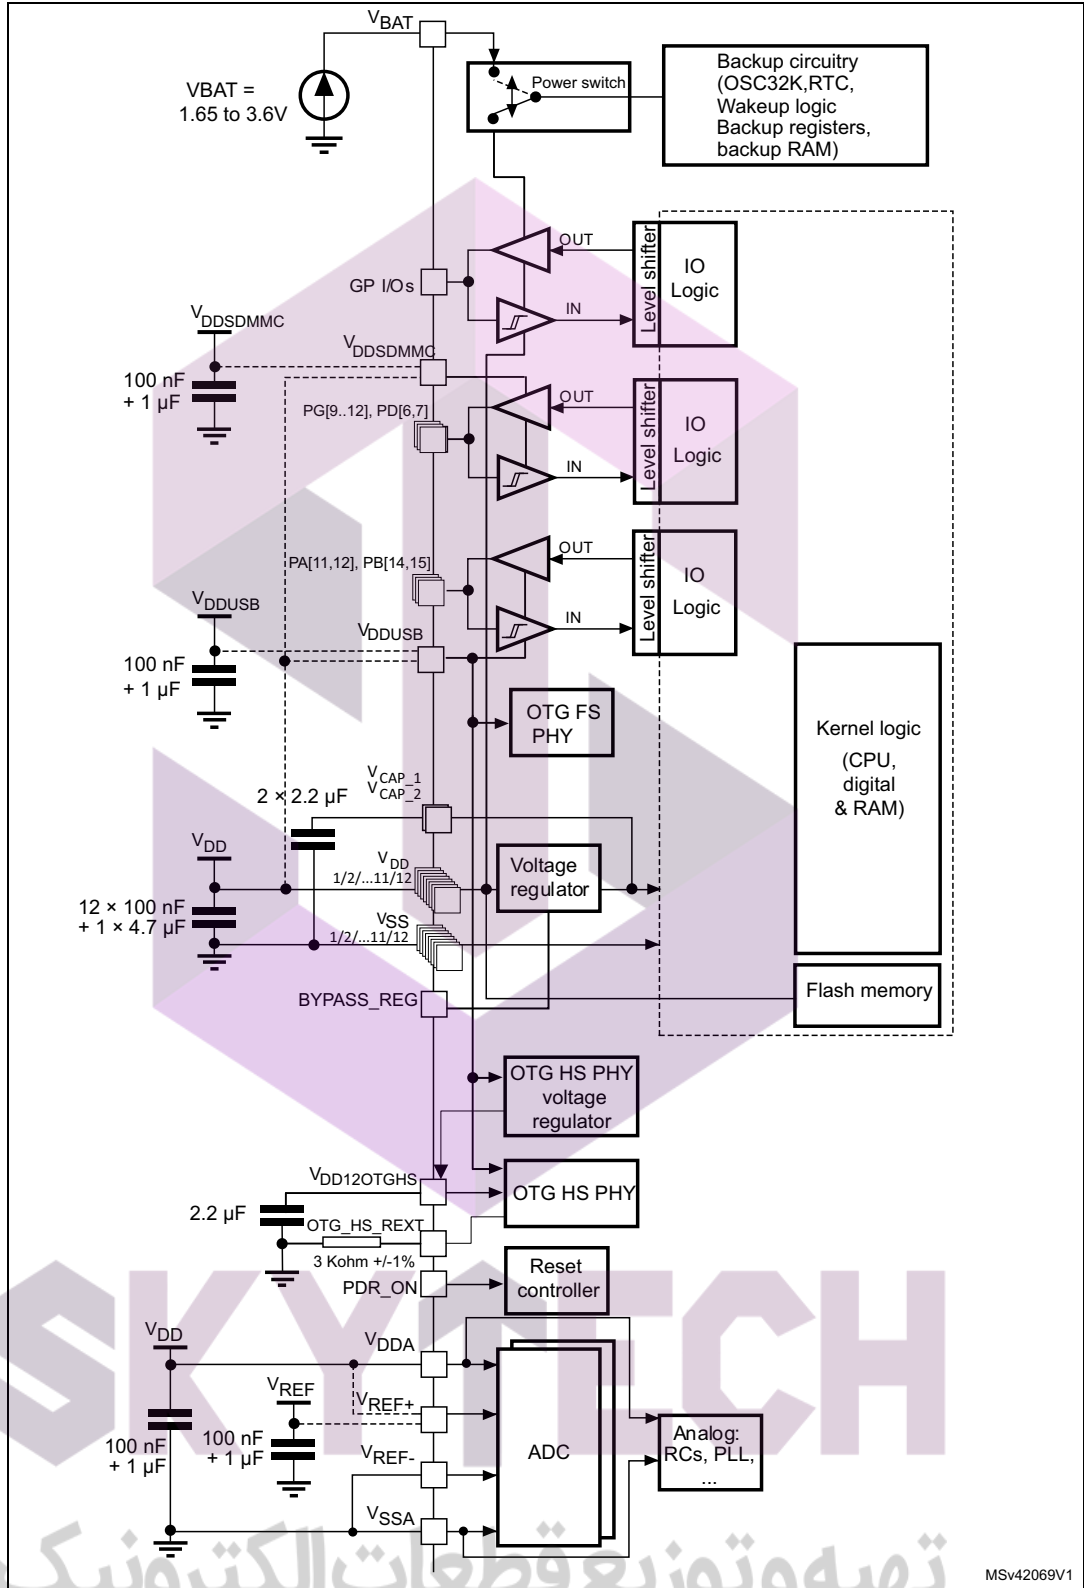 VBAT
VBAT =
1.65 to 3.6V
Power switch
Backup circuitry
(OSC32K,RTC,
Wakeup logic
Backup registers,
backup RAM)
GP I/Os
OUT
IN
Level shifter
IO
Logic
VDDSDMMC
100 nF
+ 1 µF
VDDSDMMC
PG[9..12], PD[6,7]
OUT
IN
Level shifter
IO
Logic
PA[11,12], PB[14,15]
OUT
IN
Level shifter
IO
Logic
VDDUSB
100 nF
+ 1 µF
VDDUSB
OTG FS
PHY
Kernel logic
(CPU,
digital
& RAM)
VCAP_1
VCAP_2
2 × 2.2 µF
VDD
VDD
1/2/...11/12
Voltage
regulator
12 × 100 nF
+ 1 × 4.7 µF
VSS
1/2/...11/12
BYPASS_REG
Flash memory
OTG HS PHY
voltage
regulator
VDD12OTGHS
2.2 µF
OTG HS PHY
OTG_HS_REXT
3 Kohm +/-1%
PDR_ON
Reset
controller
VDD
VDDA
VREF
VREF+
100 nF
+ 1 µF
100 nF
+ 1 µF
VREF-
VSSA
ADC
Analog:
RCs, PLL,
...
SKYTECH
تهیه و توزیع قطعات الکترونیک
MSv42069V1